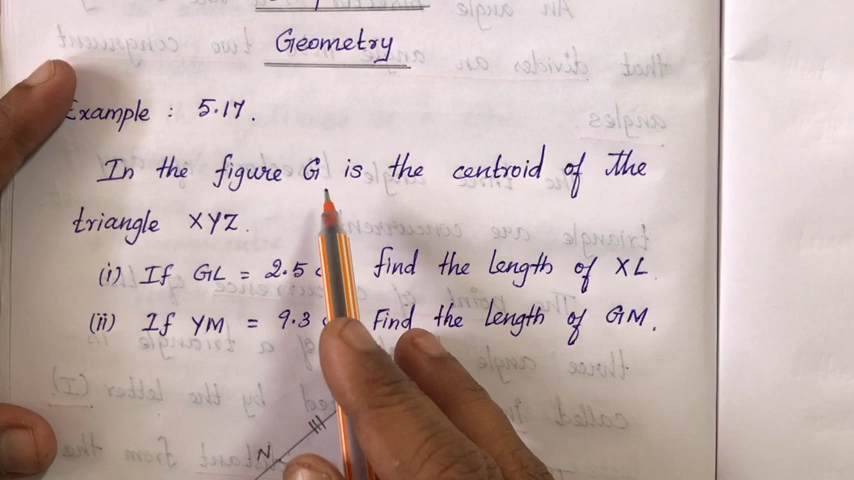 Geometry
Example : 5.17.
In the figure G is the centroid of the
triangle XYZ.
(i) If GL = 2.5 find the length of XL.
(ii) If YM = 9.3 Find the length of GM.
N